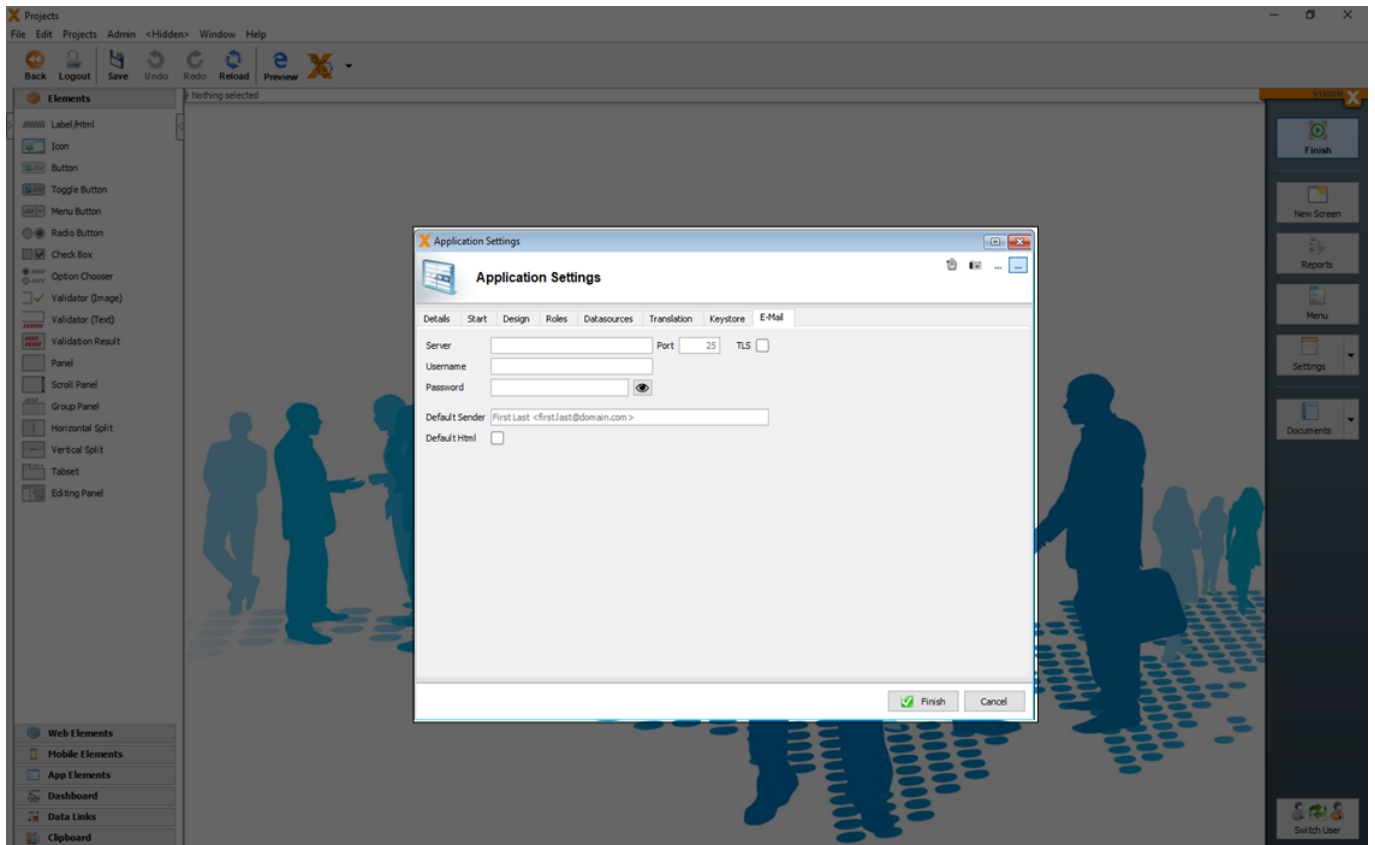 Projects
File Edit Projects Admin <Hidden> Window Help
Back Logout Save Undo Redo Reload Preview
Elements
Nothing selected
VISION X
Label/Html
Icon
Button
Toggle Button
Menu Button
Radio Button
Check Box
Option Chooser
Validator (Image)
Validator (Text)
Validation Result
Panel
Scroll Panel
Group Panel
Horizontal Split
Vertical Split
Tabset
Editing Panel
Web Elements
Mobile Elements
App Elements
Dashboard
Data Links
Clipboard
Application Settings
Application Settings
... ...
Details Start Design Roles Datasources Translation Keystore E-Mail
Server Port 25 TLS
Username
Password
Default Sender First Last <first.last@domain.com>
Default Html
Finish Cancel
Finish
New Screen
Reports
Menu
Settings
Documents
Switch User